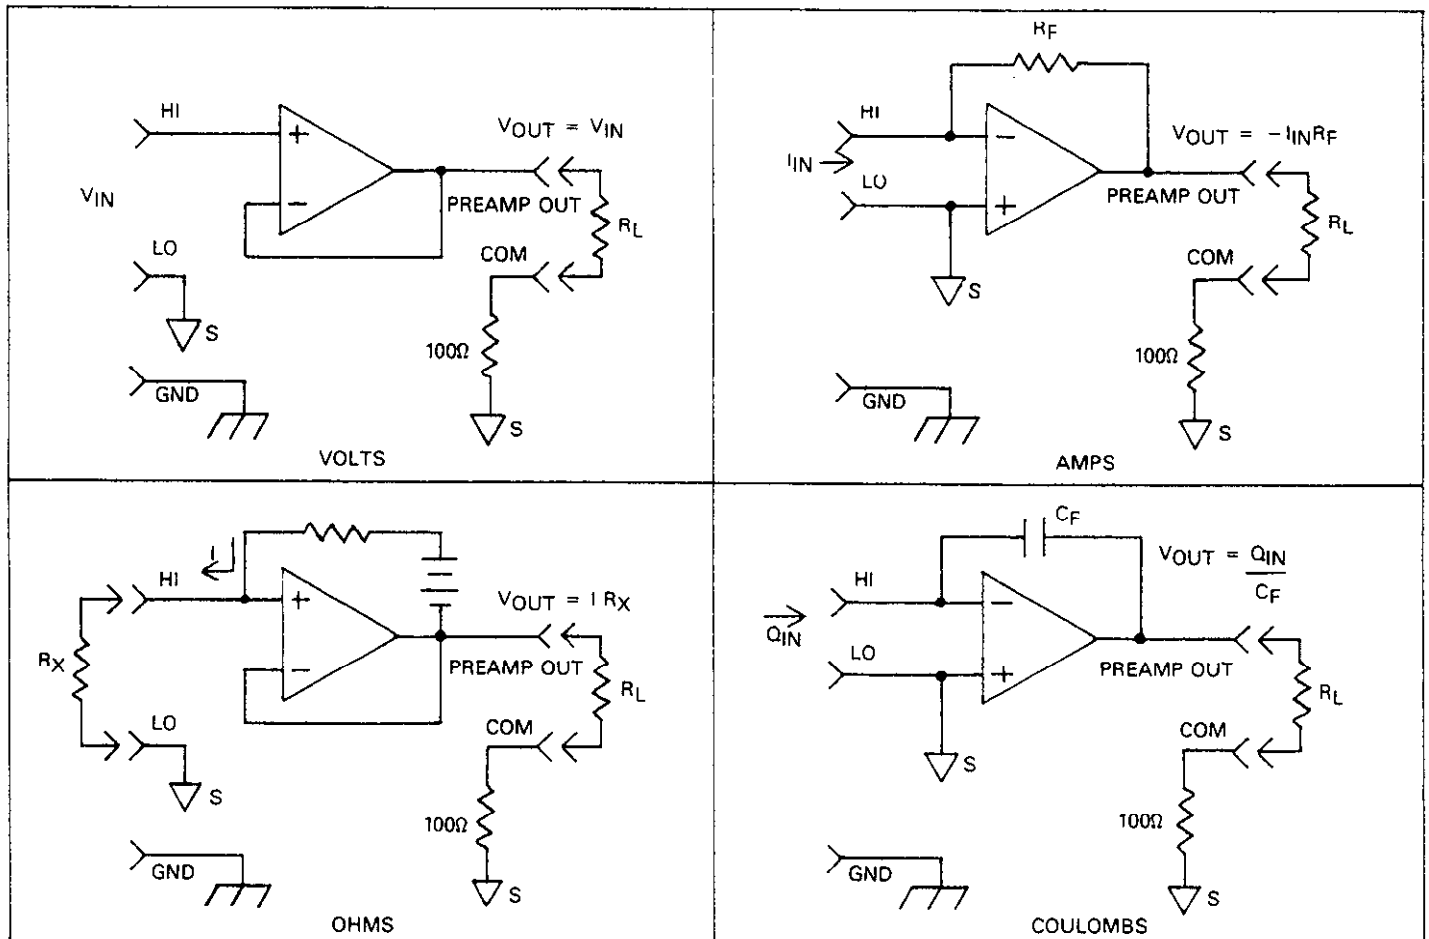 HI
+
VOUT = VIN
VIN
−
PREAMP OUT
RL
LO
COM
S
100Ω
GND
S
VOLTS
RF
HI
−
VOUT = −IINRF
IIN
LO
+
PREAMP OUT
RL
COM
S
100Ω
GND
S
AMPS
I
HI
+
VOUT = I RX
RX
−
PREAMP OUT
RL
LO
COM
S
100Ω
GND
S
OHMS
CF
VOUT = QIN
CF
HI
−
QIN
LO
+
PREAMP OUT
RL
COM
S
100Ω
GND
S
COULOMBS